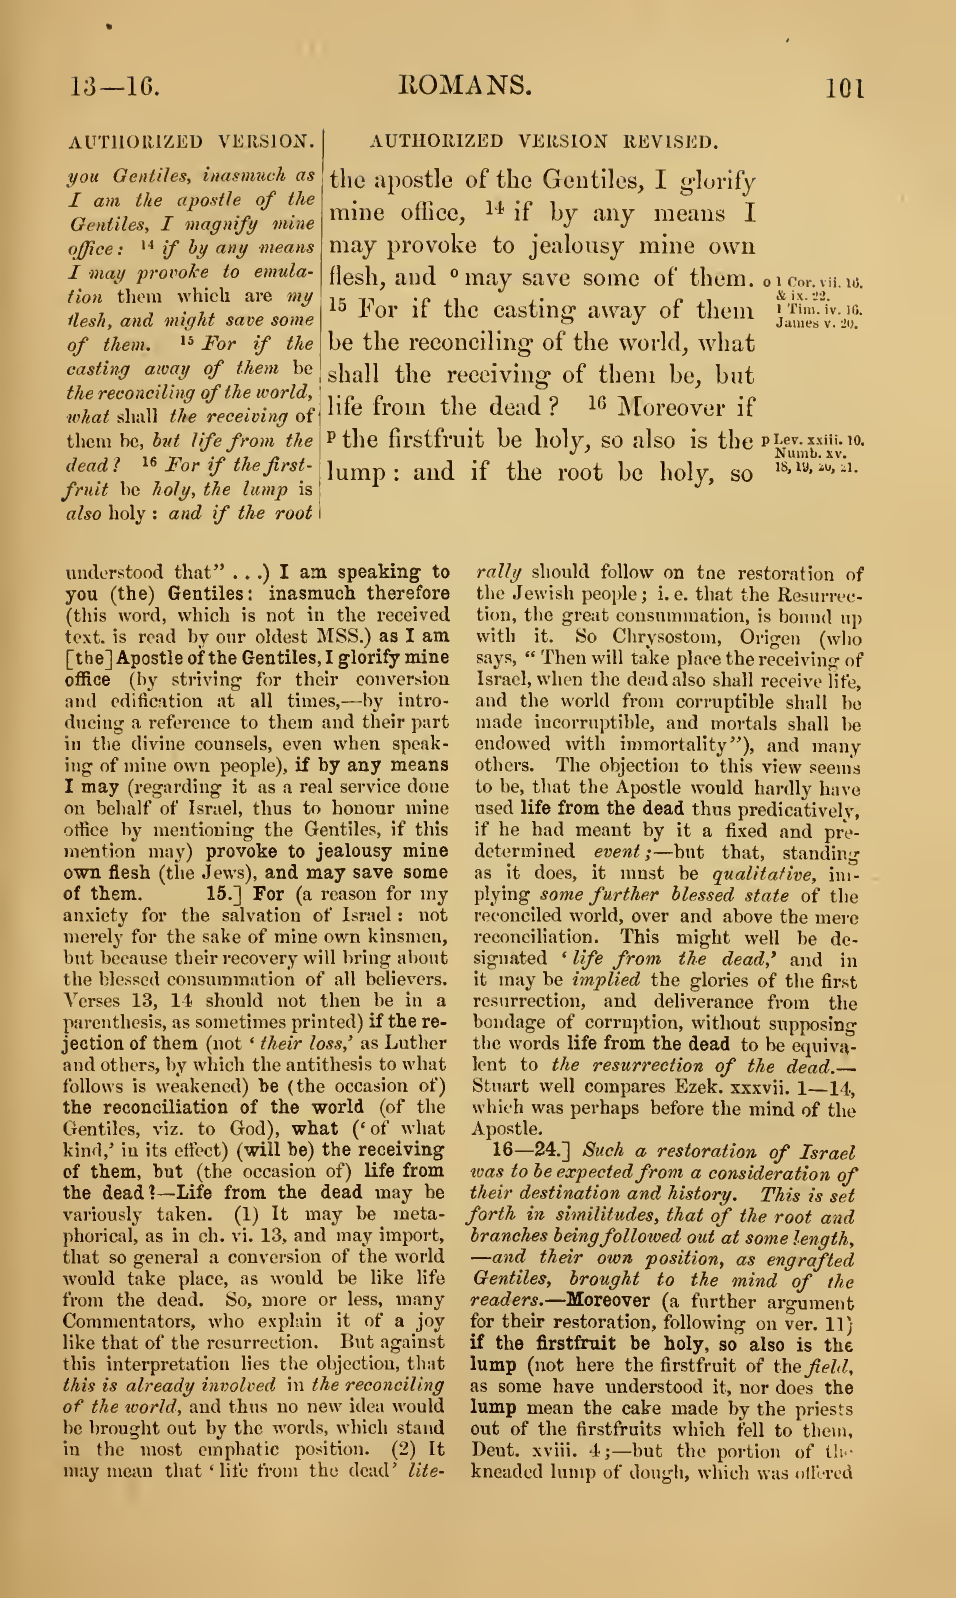 13—16.
ROMANS.
101
AUTHORIZED VERSION.
you Gentiles, inasmuch as
I am the apostle of the
Gentiles, I magnify mine
office: 14 if by any means
I may provoke to emula-
tion them which are my
flesh, and might save some
of them. 15 For if the
casting away of them be
the reconciling of the world,
what shall the receiving of
them be, but life from the
dead? 16 For if the first-
fruit be holy, the lump is
also holy: and if the root
AUTHORIZED VERSION REVISED.
the apostle of the Gentiles, I glorify
mine office, 14 if by any means I
may provoke to jealousy mine own
flesh, and o may save some of them.
15 For if the casting away of them
be the reconciling of the world, what
shall the receiving of them be, but
life from the dead? 16 Moreover if
p the firstfruit be holy, so also is the
lump: and if the root be holy, so
o 1 Cor. vii. 16.
& ix. 22.
1 Tim. iv. 16.
James v. 20.
p Lev. xxiii. 10.
Numb. xv.
18, 19, 20, 21.
understood that” . . .) I am speaking to
you (the) Gentiles: inasmuch therefore
(this word, which is not in the received
text. is read by our oldest MSS.) as I am
[the] Apostle of the Gentiles, I glorify mine
office (by striving for their conversion
and edification at all times,—by intro-
ducing a reference to them and their part
in the divine counsels, even when speak-
ing of mine own people), if by any means
I may (regarding it as a real service done
on behalf of Israel, thus to honour mine
office by mentioning the Gentiles, if this
mention may) provoke to jealousy mine
own flesh (the Jews), and may save some
of them. 15.] For (a reason for my
anxiety for the salvation of Israel: not
merely for the sake of mine own kinsmen,
but because their recovery will bring about
the blessed consummation of all believers.
Verses 13, 14 should not then be in a
parenthesis, as sometimes printed) if the re-
jection of them (not ‘ their loss,’ as Luther
and others, by which the antithesis to what
follows is weakened) be (the occasion of)
the reconciliation of the world (of the
Gentiles, viz. to God), what (‘ of what
kind,’ in its effect) (will be) the receiving
of them, but (the occasion of) life from
the dead?—Life from the dead may be
variously taken. (1) It may be meta-
phorical, as in ch. vi. 13, and may import,
that so general a conversion of the world
would take place, as would be like life
from the dead. So, more or less, many
Commentators, who explain it of a joy
like that of the resurrection. But against
this interpretation lies the objection, that
this is already involved in the reconciling
of the world, and thus no new idea would
be brought out by the words, which stand
in the most emphatic position. (2) It
may mean that ‘ life from the dead’ lite-
rally should follow on the restoration of
the Jewish people; i. e. that the Resurrec-
tion, the great consummation, is bound up
with it. So Chrysostom, Origen (who
says, “ Then will take place the receiving of
Israel, when the dead also shall receive life,
and the world from corruptible shall be
made incorruptible, and mortals shall be
endowed with immortality”), and many
others. The objection to this view seems
to be, that the Apostle would hardly have
used life from the dead thus predicatively,
if he had meant by it a fixed and pre-
determined event;—but that, standing
as it does, it must be qualitative, im-
plying some further blessed state of the
reconciled world, over and above the mere
reconciliation. This might well be de-
signated ‘ life from the dead,’ and in
it may be implied the glories of the first
resurrection, and deliverance from the
bondage of corruption, without supposing
the words life from the dead to be equiva-
lent to the resurrection of the dead.—
Stuart well compares Ezek. xxxvii. 1—14,
which was perhaps before the mind of the
Apostle.
16—24.] Such a restoration of Israel
was to be expected from a consideration of
their destination and history. This is set
forth in similitudes, that of the root and
branches being followed out at some length,
—and their own position, as engrafted
Gentiles, brought to the mind of the
readers.—Moreover (a further argument
for their restoration, following on ver. 11)
if the firstfruit be holy, so also is the
lump (not here the firstfruit of the field,
as some have understood it, nor does the
lump mean the cake made by the priests
out of the firstfruits which fell to them,
Deut. xviii. 4;—but the portion of the
kneaded lump of dough, which was offered